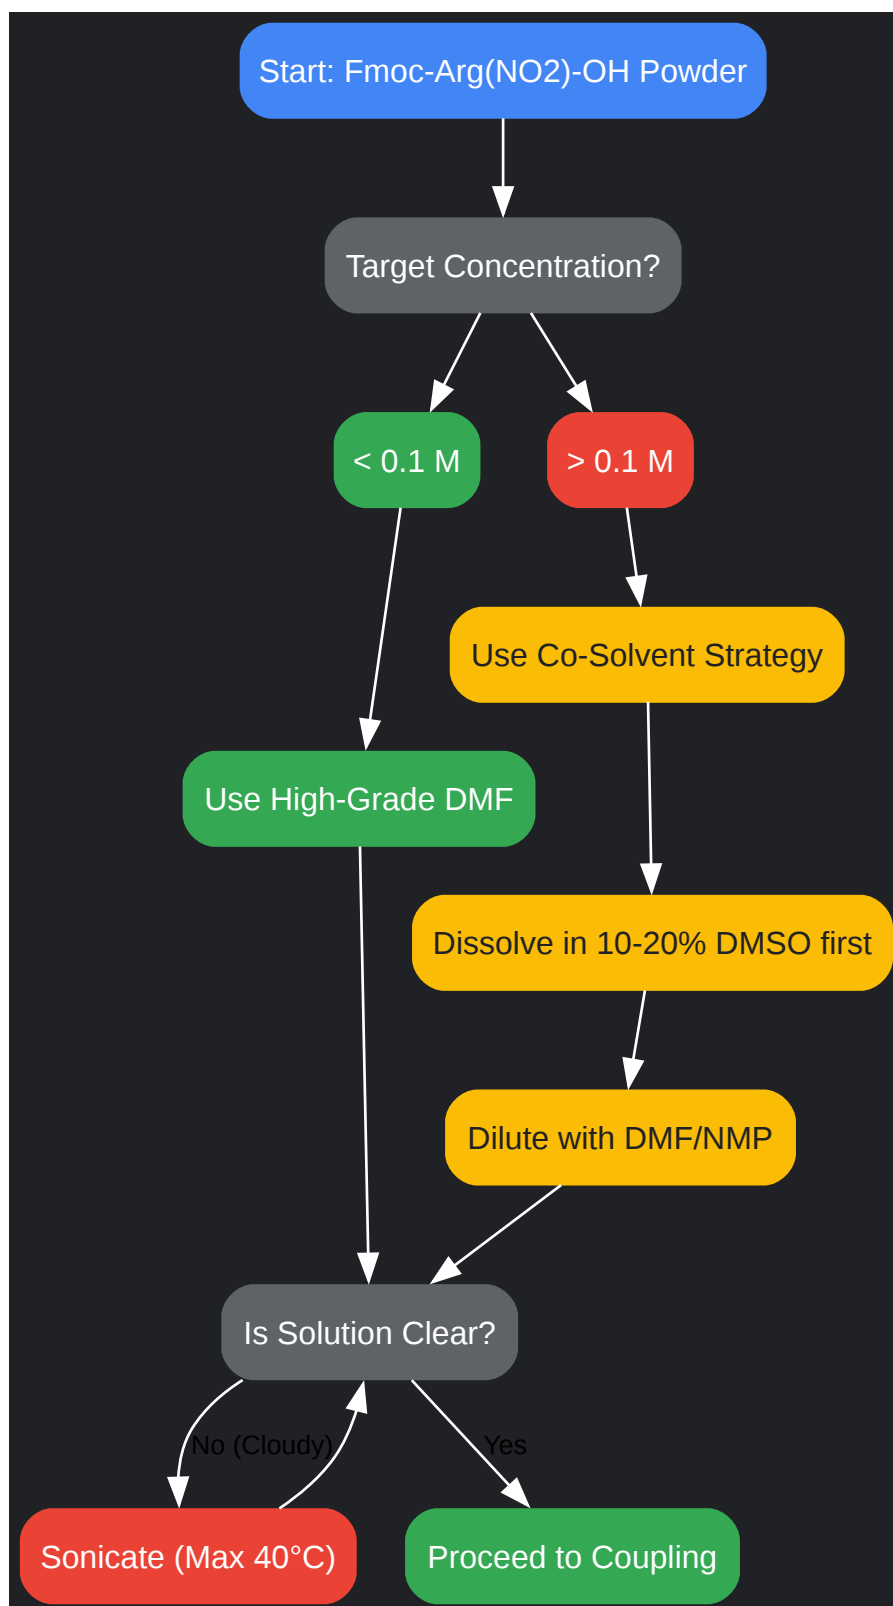 Start: Fmoc-Arg(NO2)-OH Powder
Target Concentration?
< 0.1 M
> 0.1 M
Use Co-Solvent Strategy
Use High-Grade DMF
Dissolve in 10-20% DMSO first
Dilute with DMF/NMP
Is Solution Clear?
No (Cloudy)
Yes
Sonicate (Max 40°C)
Proceed to Coupling